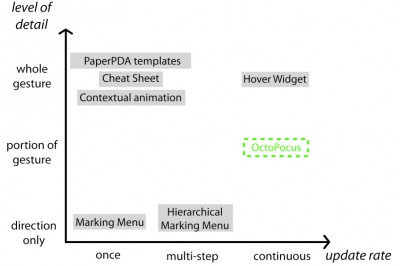 level of
detail
whole
gesture
PaperPDA templates
Cheat Sheet
Contextual animation
Hover Widget
portion of
gesture
OctoPocus
direction
only
Marking Menu
Hierarchical
Marking Menu
once
multi-step
continuous
update rate